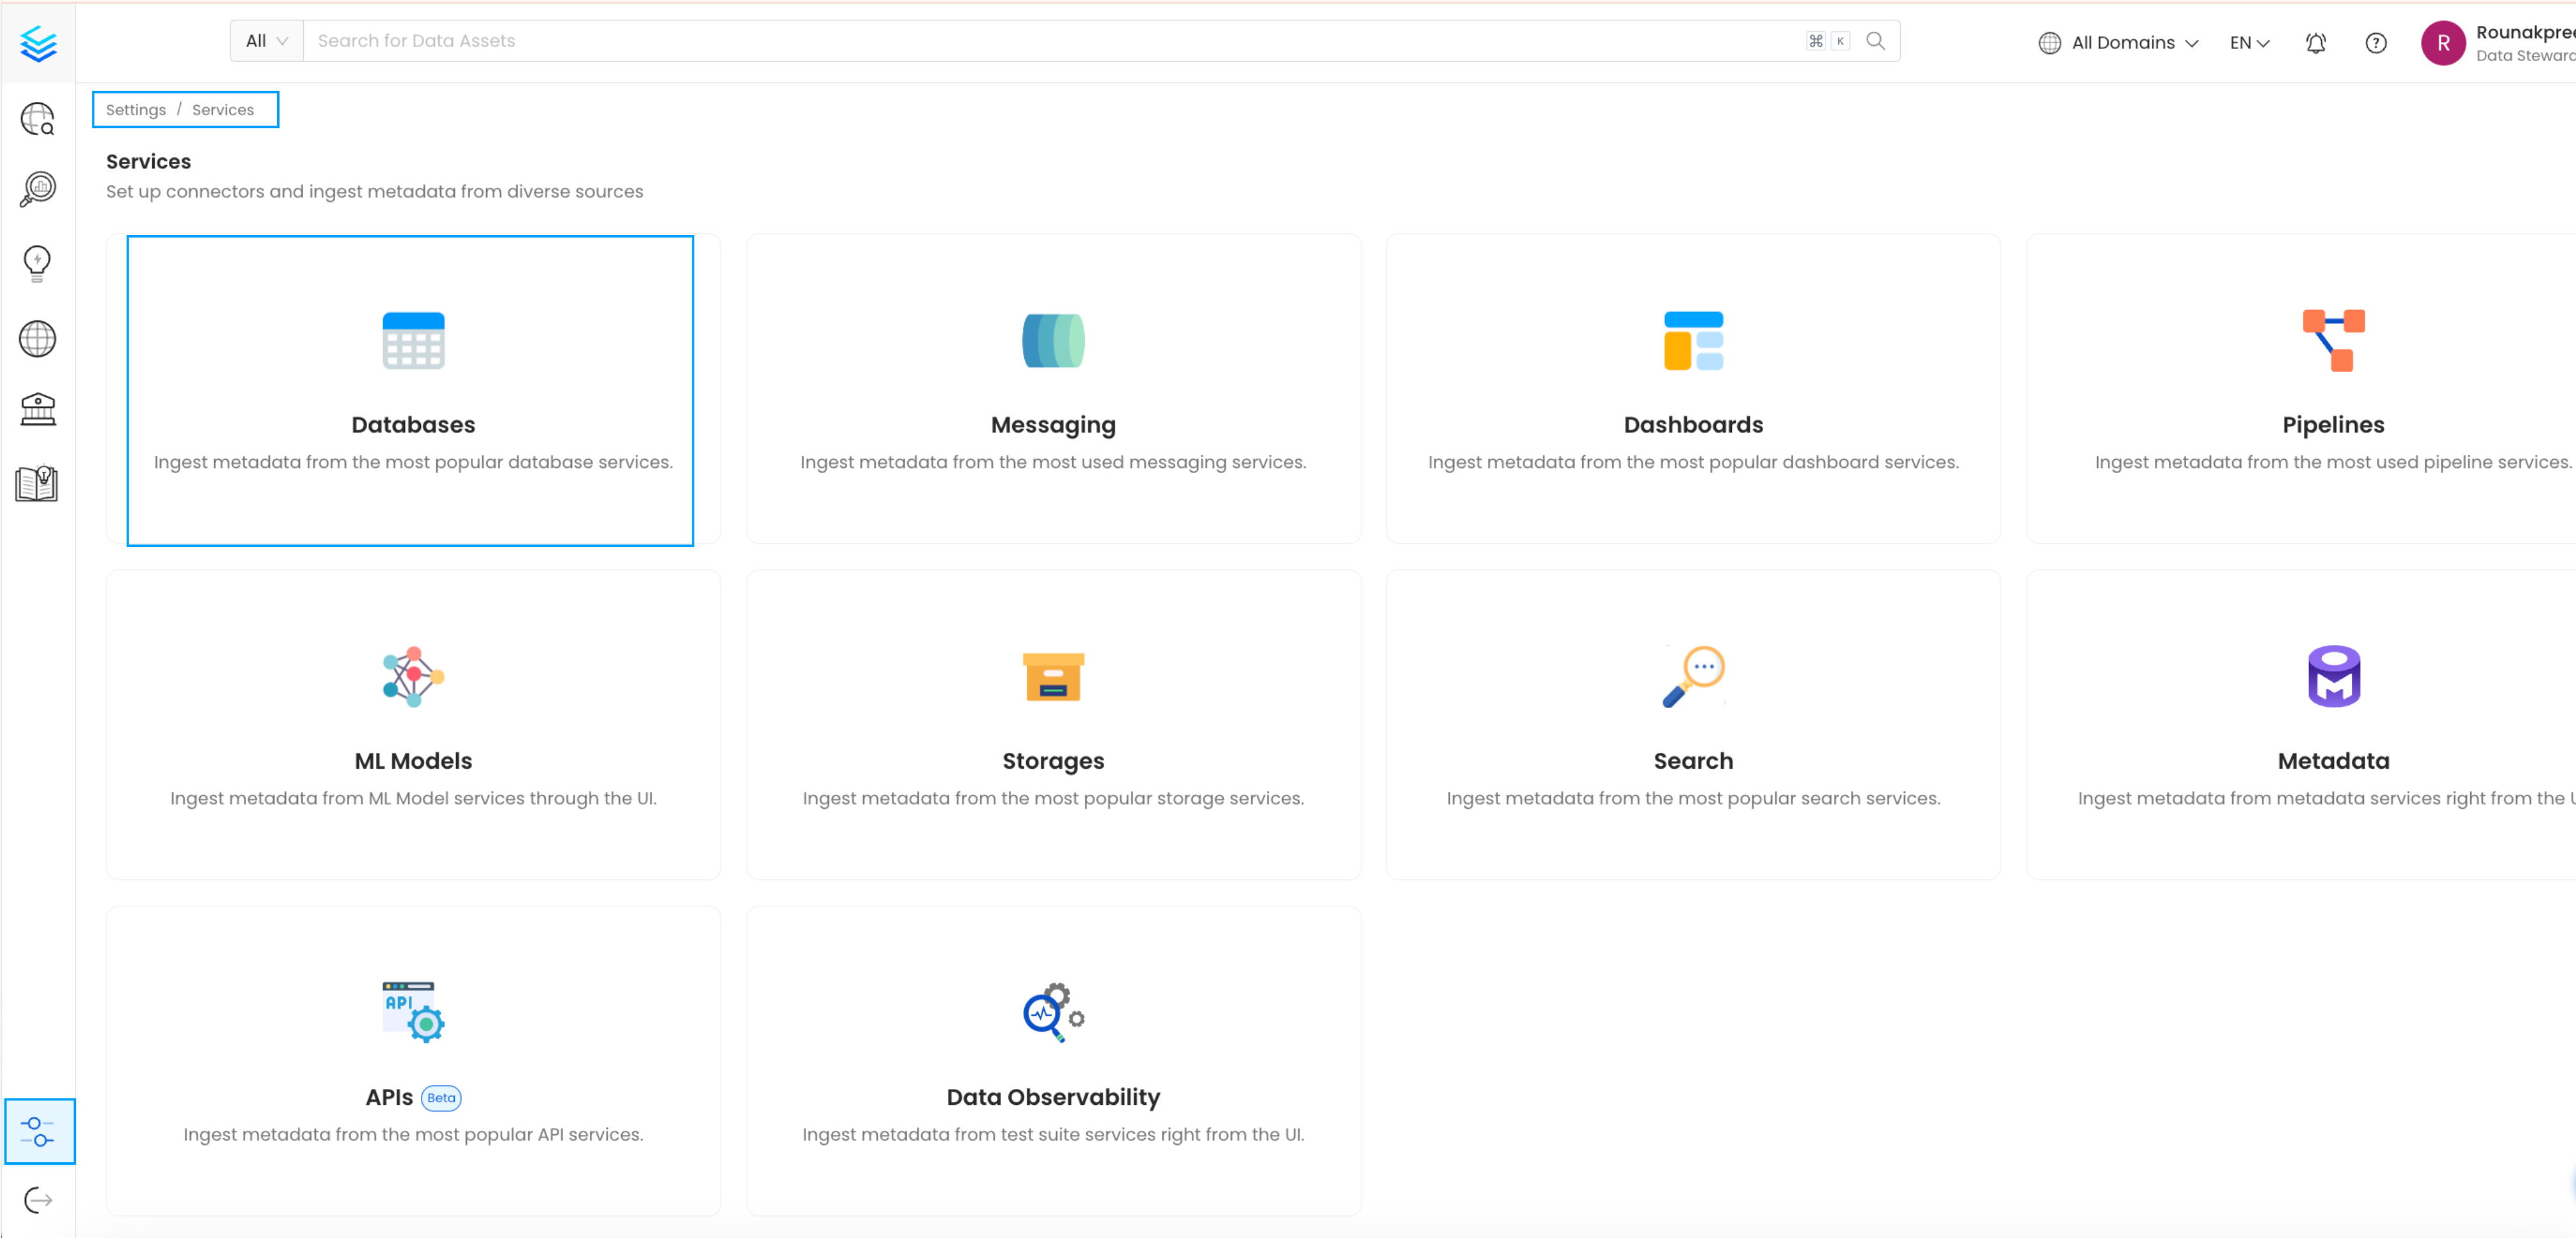 All
Search for Data Assets
⌘ K
All Domains
EN
R
Rounakpree
Data Steward
Settings / Services
Services
Set up connectors and ingest metadata from diverse sources
Databases
Ingest metadata from the most popular database services.
Messaging
Ingest metadata from the most used messaging services.
Dashboards
Ingest metadata from the most popular dashboard services.
Pipelines
Ingest metadata from the most used pipeline services.
ML Models
Ingest metadata from ML Model services through the UI.
Storages
Ingest metadata from the most popular storage services.
Search
Ingest metadata from the most popular search services.
M
Metadata
Ingest metadata from metadata services right from the
API
APIs Beta
Ingest metadata from the most popular API services.
Data Observability
Ingest metadata from test suite services right from the UI.